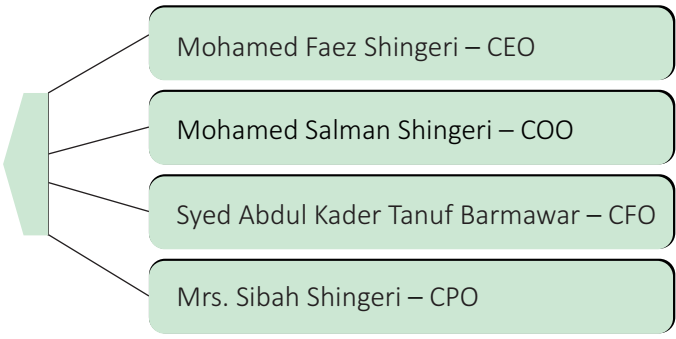 Mohamed Faez Shingeri – CEO
Mohamed Salman Shingeri – COO
Syed Abdul Kader Tanuf Barmawar – CFO
Mrs. Sibah Shingeri – CPO